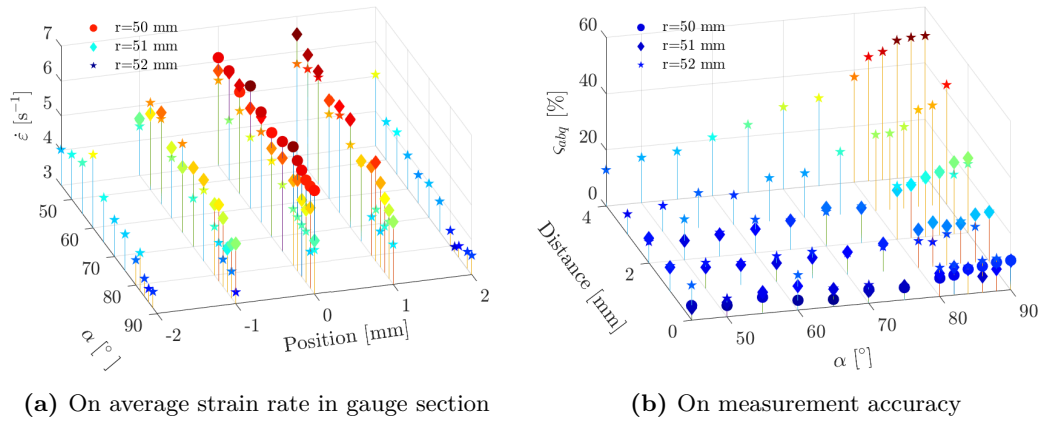 r=50 mm
r=51 mm
r=52 mm
7
6
5
4
3
ε̇ [s⁻¹]
50
60
70
80
90
α [°]
-2
-1
0
1
2
Position [mm]
r=50 mm
r=51 mm
r=52 mm
60
40
20
0
ς_abq [%]
4
2
0
Distance [mm]
50
60
70
80
90
α [°]
(a) On average strain rate in gauge section
(b) On measurement accuracy